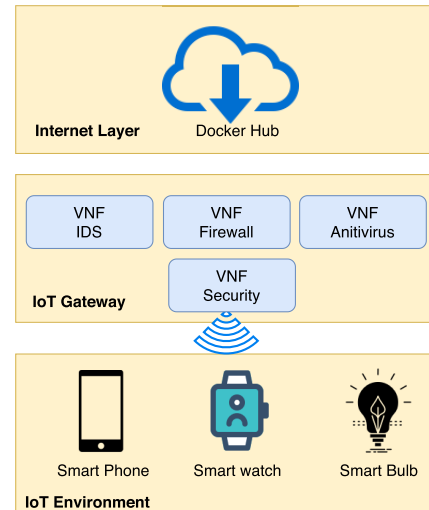 Docker Hub
Internet Layer
VNF
IDS
VNF
Firewall
VNF
Anitivirus
VNF
Security
IoT Gateway
Smart Phone
Smart watch
Smart Bulb
IoT Environment